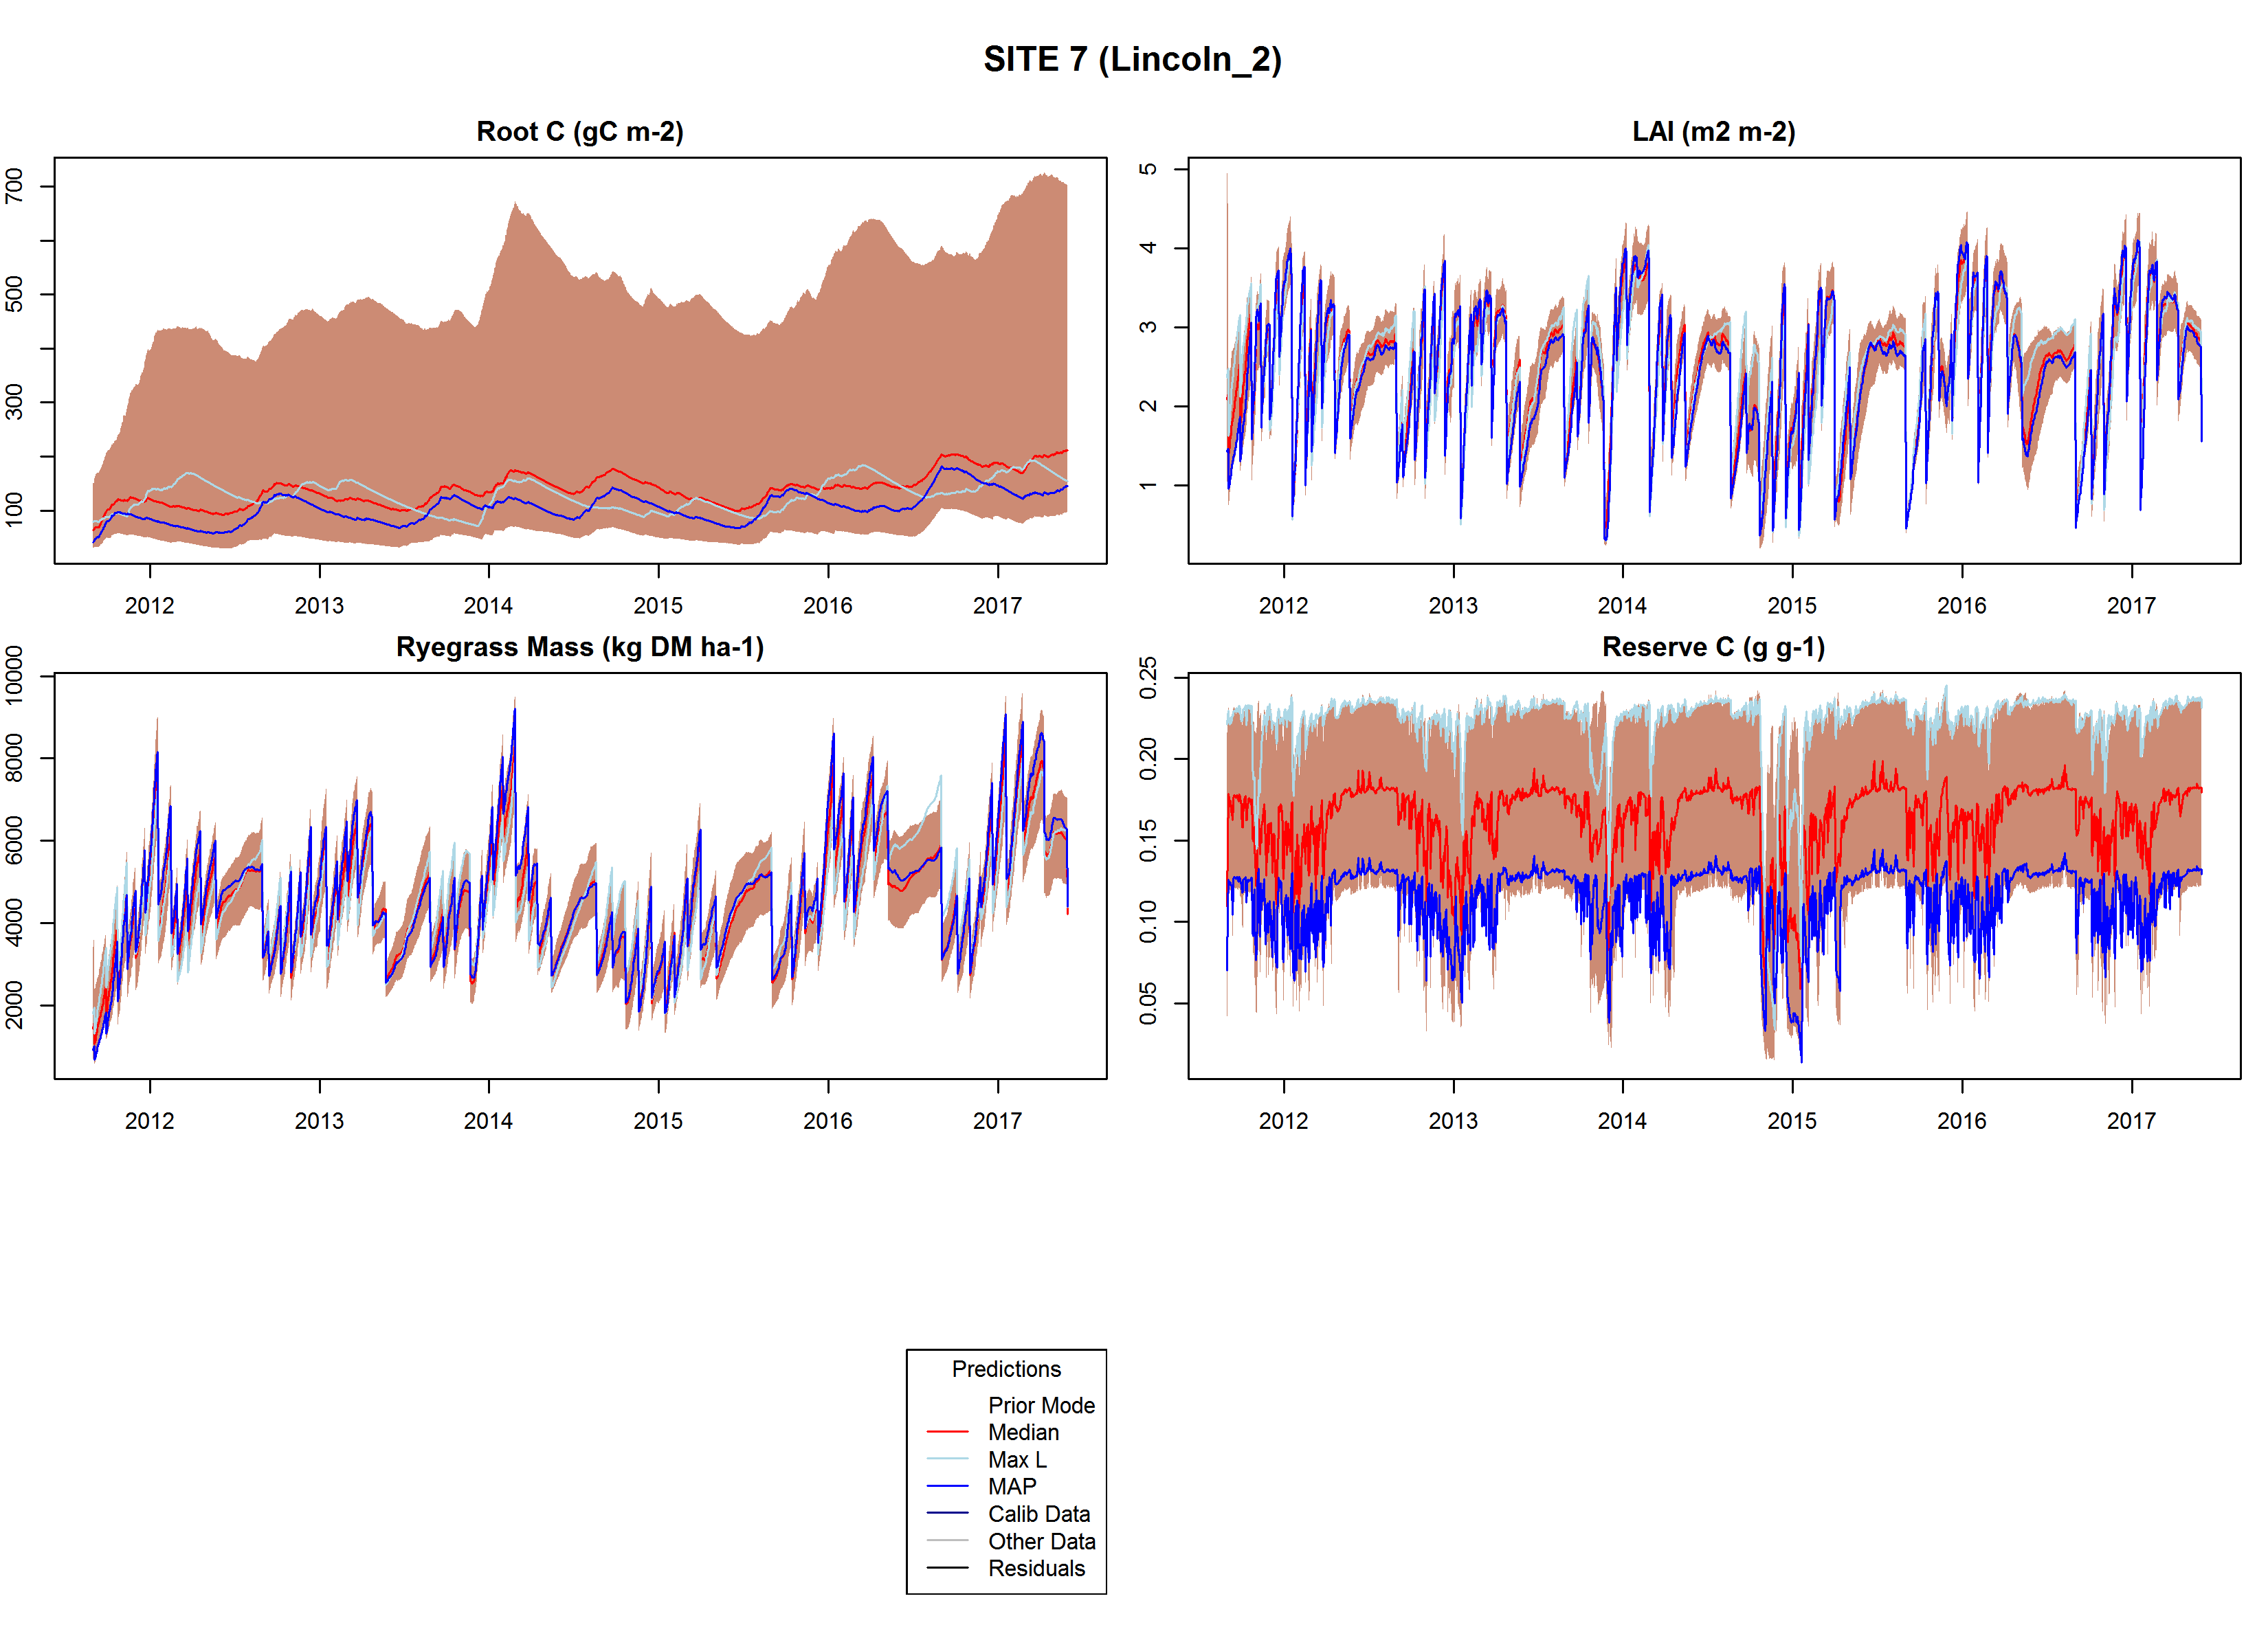 SITE 7 (Lincoln_2)
Root C (gC m-2)
100 300 500 700
2012 2013 2014 2015 2016 2017
LAI (m2 m-2)
1 2 3 4 5
2012 2013 2014 2015 2016 2017
Ryegrass Mass (kg DM ha-1)
2000 4000 6000 8000 10000
2012 2013 2014 2015 2016 2017
Reserve C (g g-1)
0.05 0.10 0.15 0.20 0.25
2012 2013 2014 2015 2016 2017
Predictions
Prior Mode
Median
Max L
MAP
Calib Data
Other Data
Residuals